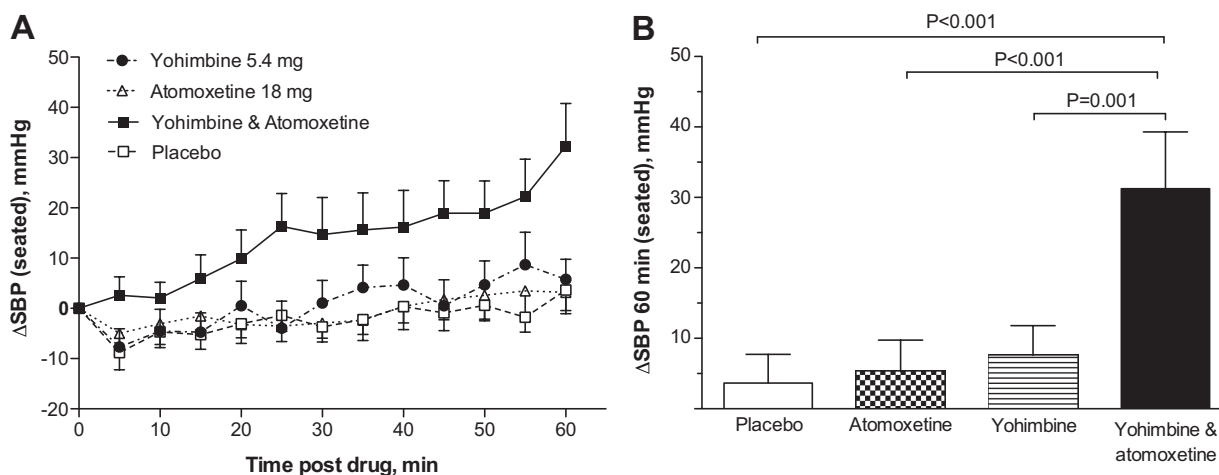 A
50
40
30
20
10
0
-10
-20
ΔSBP (seated), mmHg
Yohimbine 5.4 mg
Atomoxetine 18 mg
Yohimbine & Atomoxetine
Placebo
0
10
20
30
40
50
60
Time post drug, min
B
P<0.001
P<0.001
P=0.001
50
40
30
20
10
ΔSBP 60 min (seated), mmHg
Placebo
Atomoxetine
Yohimbine
Yohimbine &
atomoxetine